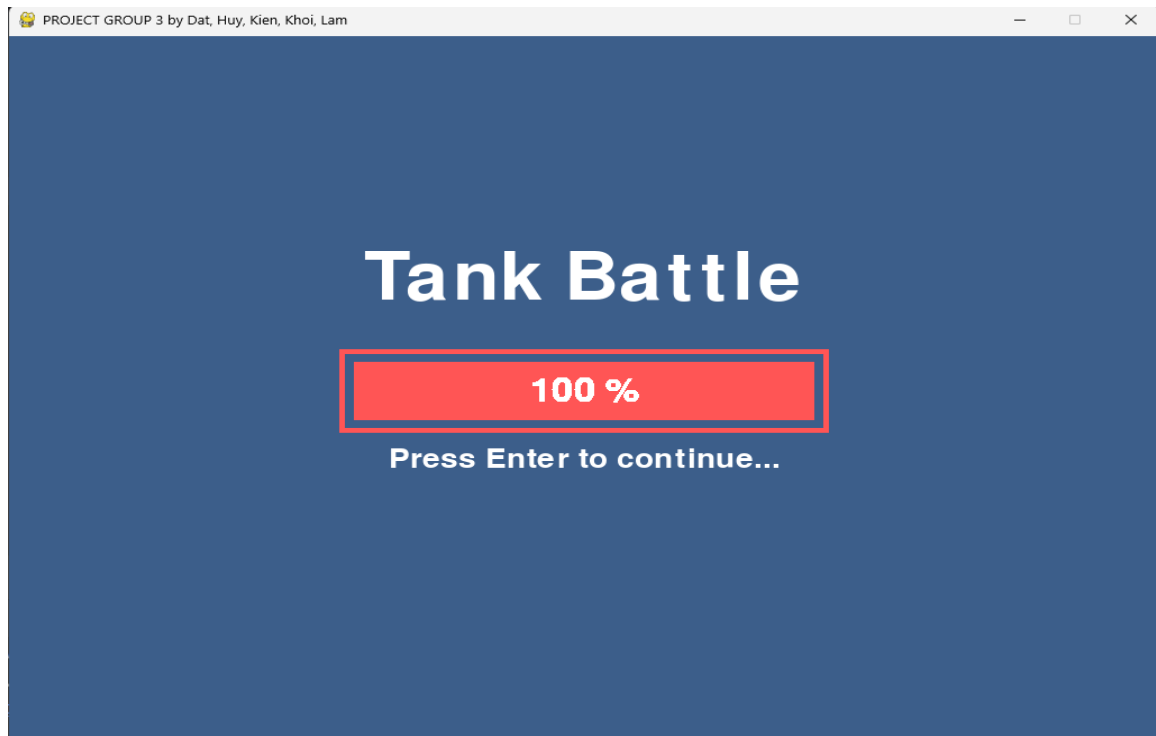 PROJECT GROUP 3 by Dat, Huy, Kien, Khoi, Lam
Tank Battle
100 %
Press Enter to continue...